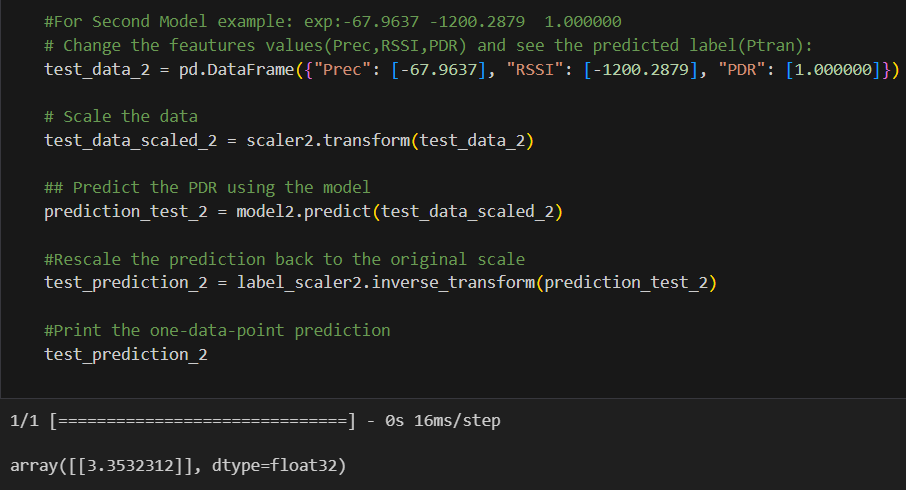 #For Second Model example: exp:-67.9637 -1200.2879  1.000000
# Change the feautures values(Prec,RSSI,PDR) and see the predicted label(Ptran):
test_data_2 = pd.DataFrame({"Prec": [-67.9637], "RSSI": [-1200.2879], "PDR": [1.000000]})
# Scale the data
test_data_scaled_2 = scaler2.transform(test_data_2)
## Predict the PDR using the model
prediction_test_2 = model2.predict(test_data_scaled_2)
#Rescale the prediction back to the original scale
test_prediction_2 = label_scaler2.inverse_transform(prediction_test_2)
#Print the one-data-point prediction
test_prediction_2
1/1 [==============================] - 0s 16ms/step
array([[3.3532312]], dtype=float32)